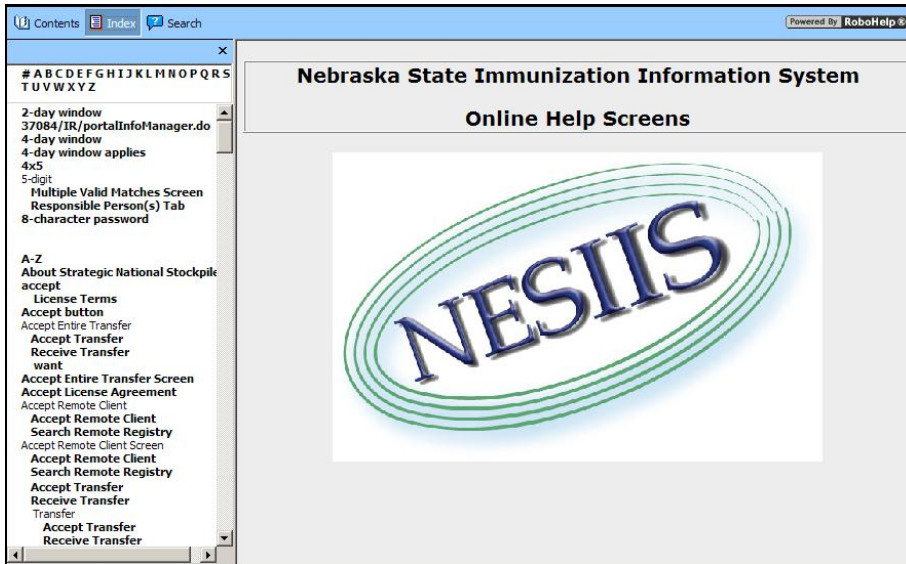 Contents Index Search
Powered By RoboHelp®
×
# A B C D E F G H I J K L M N O P Q R S
T U V W X Y Z
2-day window
37084/IR/portalInfoManager.do
4-day window
4-day window applies
4x5
5-digit
Multiple Valid Matches Screen
Responsible Person(s) Tab
8-character password
A-Z
About Strategic National Stockpile
accept
License Terms
Accept button
Accept Entire Transfer
Accept Transfer
Receive Transfer
want
Accept Entire Transfer Screen
Accept License Agreement
Accept Remote Client
Accept Remote Client
Search Remote Registry
Accept Remote Client Screen
Accept Remote Client
Search Remote Registry
Accept Transfer
Receive Transfer
Transfer
Accept Transfer
Receive Transfer
Nebraska State Immunization Information System
Online Help Screens
NESIIS